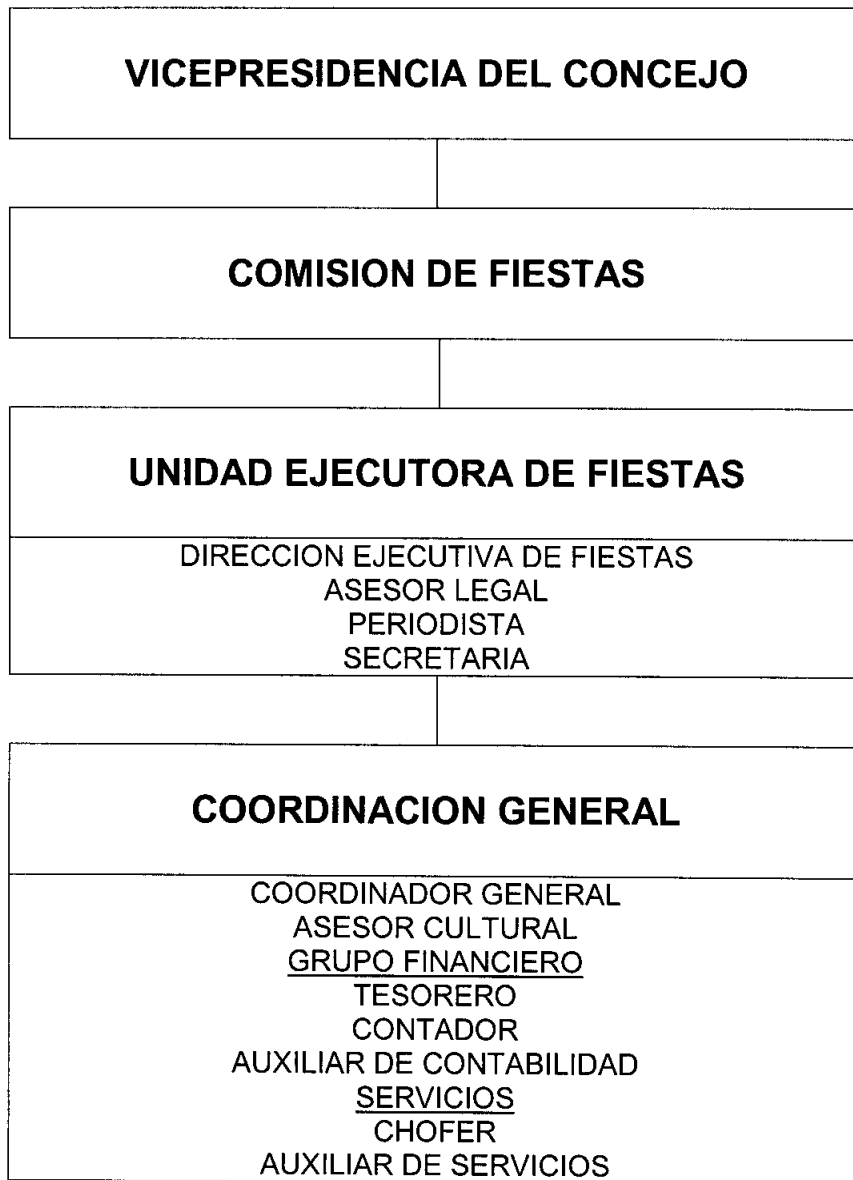 VICEPRESIDENCIA DEL CONCEJO
COMISION DE FIESTAS
UNIDAD EJECUTORA DE FIESTAS
DIRECCION EJECUTIVA DE FIESTAS
ASESOR LEGAL
PERIODISTA
SECRETARIA
COORDINACION GENERAL
COORDINADOR GENERAL
ASESOR CULTURAL
GRUPO FINANCIERO
TESORERO
CONTADOR
AUXILIAR DE CONTABILIDAD
SERVICIOS
CHOFER
AUXILIAR DE SERVICIOS